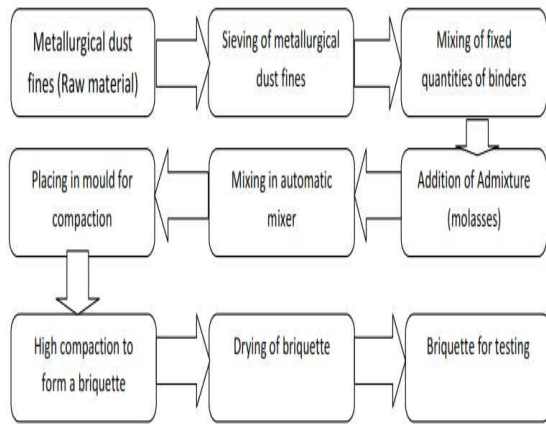 Metallurgical dust
fines (Raw material)
Sieving of metallurgical
dust fines
Mixing of fixed
quantities of binders
Addition of Admixture
(molasses)
Mixing in automatic
mixer
Placing in mould for
compaction
High compaction to
form a briquette
Drying of briquette
Briquette for testing